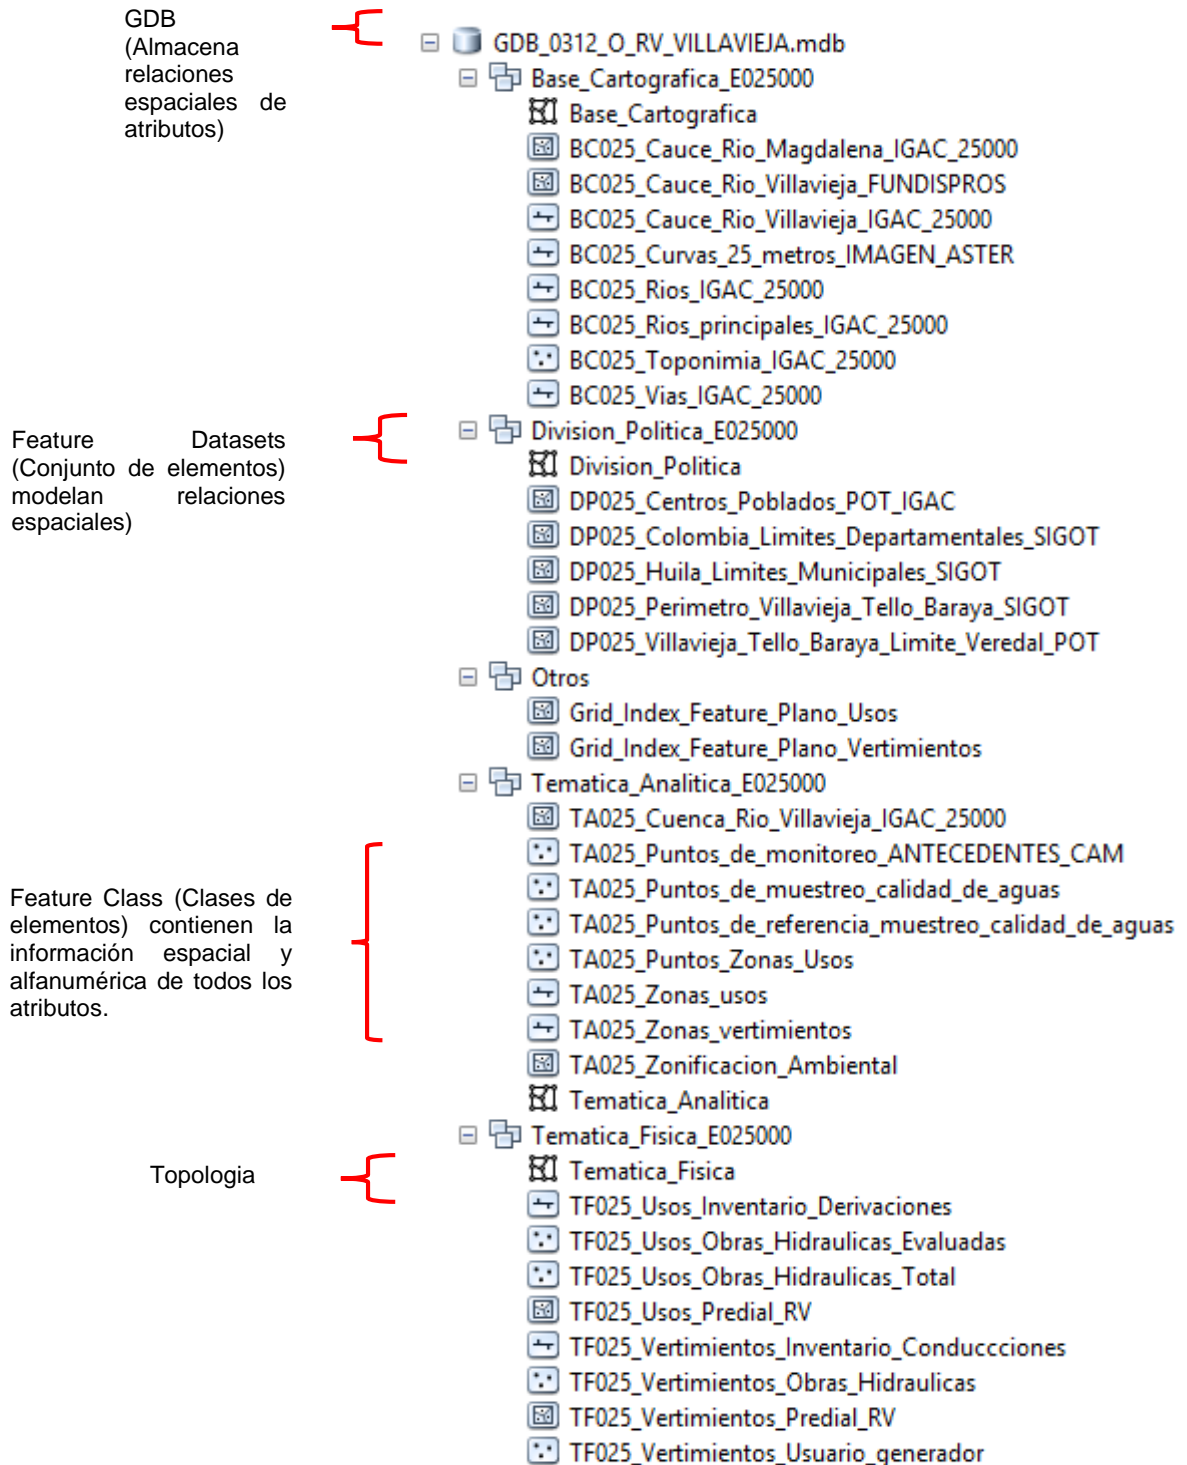 GDB
(Almacena
relaciones
espaciales de
atributos)
GDB_0312_O_RV_VILLAVIEJA.mdb
Base_Cartografica_E025000
Base_Cartografica
BC025_Cauce_Rio_Magdalena_IGAC_25000
BC025_Cauce_Rio_Villavieja_FUNDISPROS
BC025_Cauce_Rio_Villavieja_IGAC_25000
BC025_Curvas_25_metros_IMAGEN_ASTER
BC025_Rios_IGAC_25000
BC025_Rios_principales_IGAC_25000
BC025_Toponimia_IGAC_25000
BC025_Vias_IGAC_25000
Feature Datasets
(Conjunto de elementos)
modelan relaciones
espaciales)
Division_Politica_E025000
Division_Politica
DP025_Centros_Poblados_POT_IGAC
DP025_Colombia_Limites_Departamentales_SIGOT
DP025_Huila_Limites_Municipales_SIGOT
DP025_Perimetro_Villavieja_Tello_Baraya_SIGOT
DP025_Villavieja_Tello_Baraya_Limite_Veredal_POT
Otros
Grid_Index_Feature_Plano_Usos
Grid_Index_Feature_Plano_Vertimientos
Tematica_Analitica_E025000
TA025_Cuenca_Rio_Villavieja_IGAC_25000
TA025_Puntos_de_monitoreo_ANTECEDENTES_CAM
TA025_Puntos_de_muestreo_calidad_de_aguas
TA025_Puntos_de_referencia_muestreo_calidad_de_aguas
TA025_Puntos_Zonas_Usos
TA025_Zonas_usos
TA025_Zonas_vertimientos
TA025_Zonificacion_Ambiental
Tematica_Analitica
Feature Class (Clases de
elementos) contienen la
información espacial y
alfanumérica de todos los
atributos.
Tematica_Fisica_E025000
Topologia
Tematica_Fisica
TF025_Usos_Inventario_Derivaciones
TF025_Usos_Obras_Hidraulicas_Evaluadas
TF025_Usos_Obras_Hidraulicas_Total
TF025_Usos_Predial_RV
TF025_Vertimientos_Inventario_Conduccciones
TF025_Vertimientos_Obras_Hidraulicas
TF025_Vertimientos_Predial_RV
TF025_Vertimientos_Usuario_generador